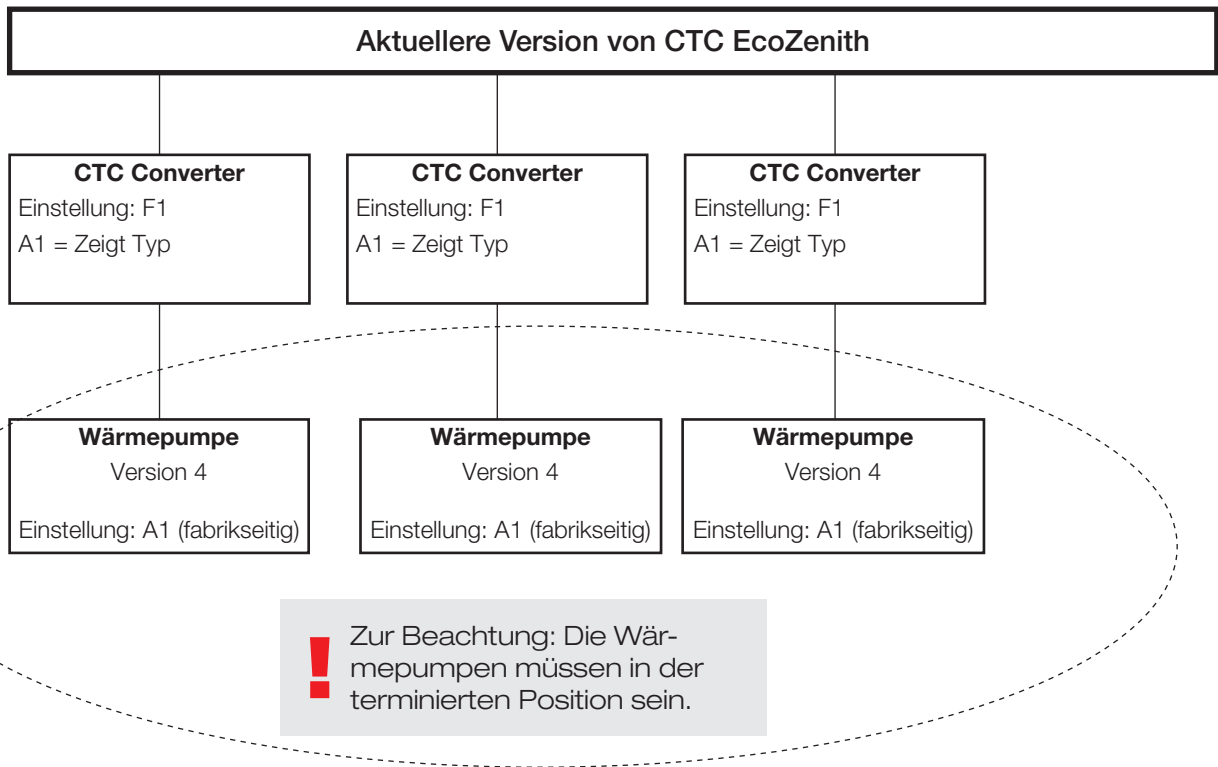 Aktuellere Version von CTC EcoZenith
CTC Converter
Einstellung: F1
A1 = Zeigt Typ
CTC Converter
Einstellung: F1
A1 = Zeigt Typ
CTC Converter
Einstellung: F1
A1 = Zeigt Typ
Wärmepumpe
Version 4
Einstellung: A1 (fabrikseitig)
Wärmepumpe
Version 4
Einstellung: A1 (fabrikseitig)
Wärmepumpe
Version 4
Einstellung: A1 (fabrikseitig)
! Zur Beachtung: Die Wär-
mepumpen müssen in der
terminierten Position sein.